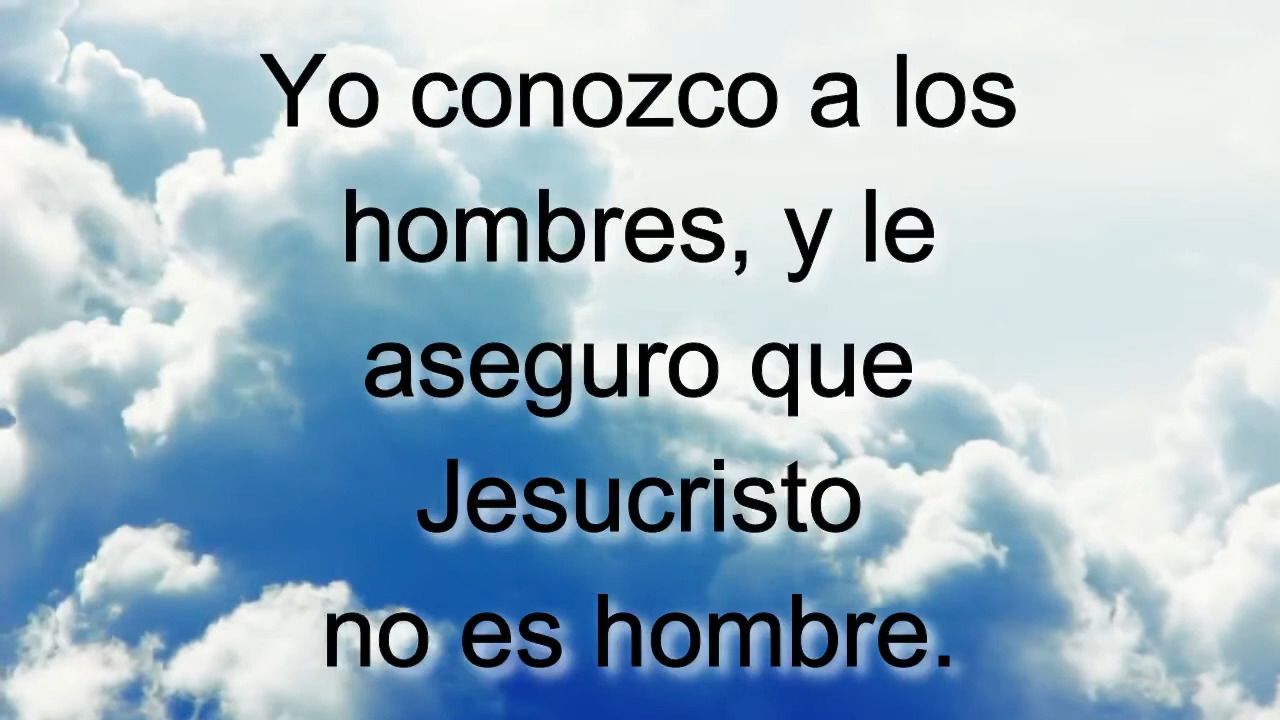 Yo conozco a los
hombres, y le
aseguro que
Jesucristo
no es hombre.